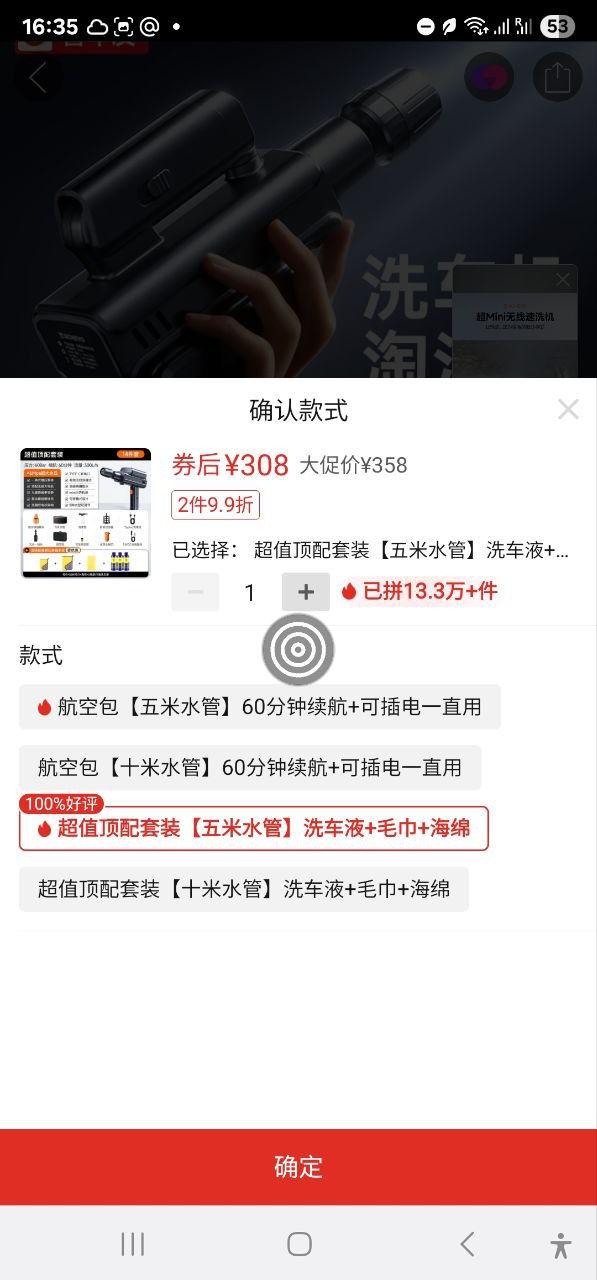 16:35
53
洗车机
超Mini无线速洗机
确认款式
超值顶配套装
券后¥308 大促价¥358
2件9.9折
已选择： 超值顶配套装【五米水管】洗车液+...
1
已拼13.3万+件
款式
航空包【五米水管】60分钟续航+可插电一直用
航空包【十米水管】60分钟续航+可插电一直用
100%好评
超值顶配套装【五米水管】洗车液+毛巾+海绵
超值顶配套装【十米水管】洗车液+毛巾+海绵
确定